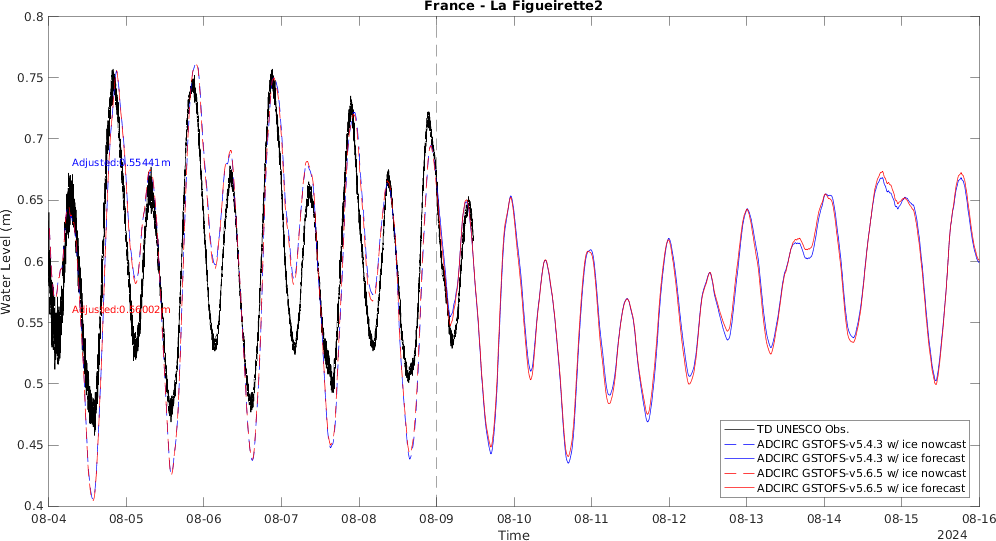 France - La Figueirette2
0.8
0.75
0.7
0.65
0.6
0.55
0.5
0.45
0.4
Water Level (m)
Adjusted:0.55441m
Adjusted:0.56002m
TD UNESCO Obs.
ADCIRC GSTOFS-v5.4.3 w/ ice nowcast
ADCIRC GSTOFS-v5.4.3 w/ ice forecast
ADCIRC GSTOFS-v5.6.5 w/ ice nowcast
ADCIRC GSTOFS-v5.6.5 w/ ice forecast
08-04 08-05 08-06 08-07 08-08 08-09 08-10 08-11 08-12 08-13 08-14 08-15 08-16
Time
2024